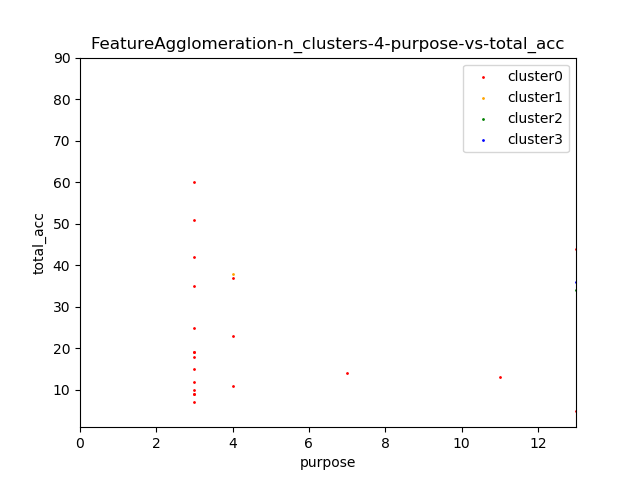 FeatureAgglomeration-n_clusters-4-purpose-vs-total_acc
90
80
70
60
50
40
30
20
10
total_acc
cluster0
cluster1
cluster2
cluster3
0 2 4 6 8 10 12
purpose